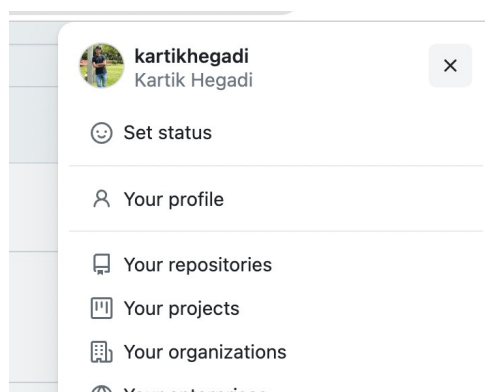 kartikhegadi
Kartik Hegadi
Set status
Your profile
Your repositories
Your projects
Your organizations